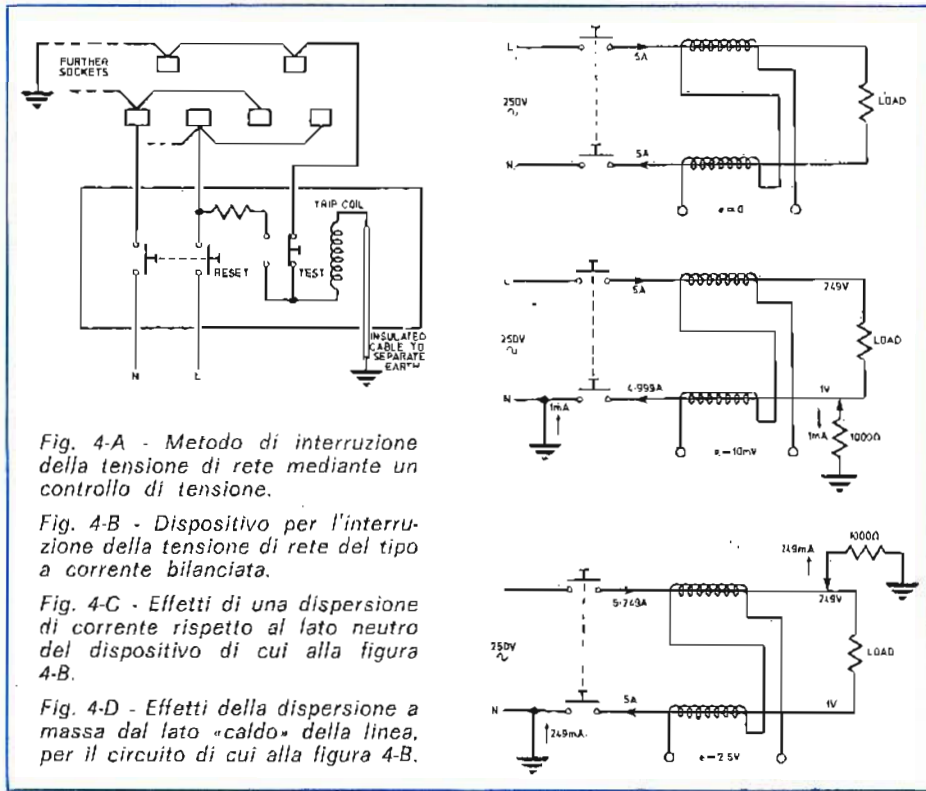 FURTHER
SOCKETS
TRIP COIL
RESET
TEST
INSULATED
CABLE TO
SEPARATE
EARTH
N
L
Fig. 4-A - Metodo di interruzione
della tensione di rete mediante un
controllo di tensione.
Fig. 4-B - Dispositivo per l'interru-
zione della tensione di rete del tipo
a corrente bilanciata.
Fig. 4-C - Effetti di una dispersione
di corrente rispetto al lato neutro
del dispositivo di cui alla figura
4-B.
Fig. 4-D - Effetti della dispersione a
massa dal lato «caldo» della linea,
per il circuito di cui alla figura 4-B.
L
5A
250V
LOAD
N
5A
e=0
L
5A
249V
250V
LOAD
N
4·999A
1V
1mA
1mA
1000Ω
e=10mV
1000Ω
249mA
5·249A
249V
250V
LOAD
N
5A
1V
249mA
e=2·5V